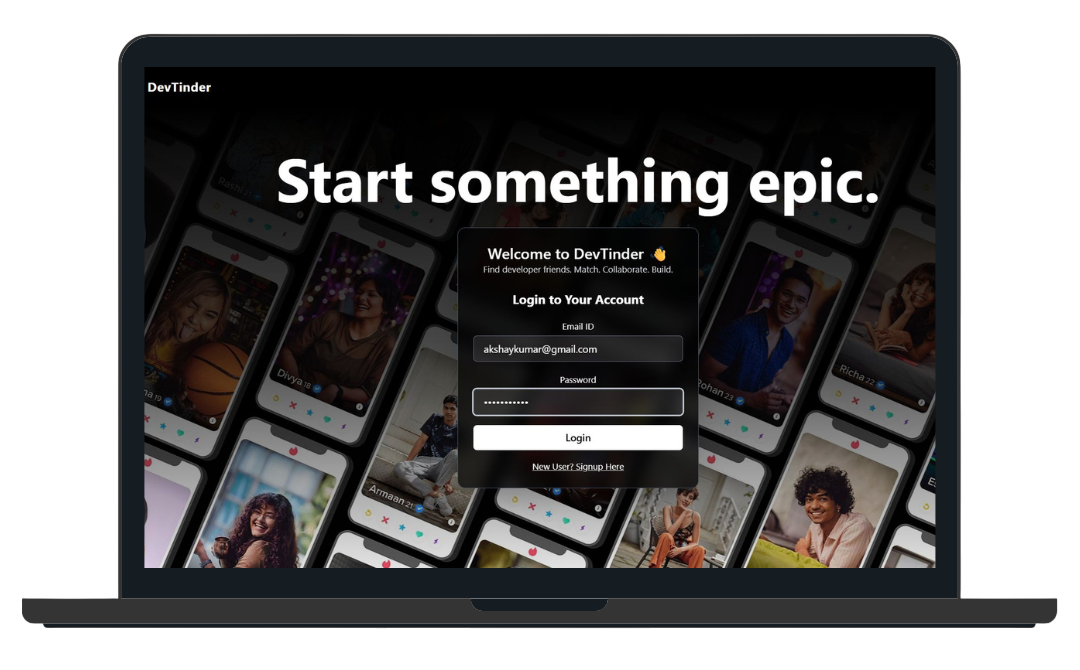 DevTinder
Start something epic.
Welcome to DevTinder 👋
Find developer friends. Match. Collaborate. Build.
Login to Your Account
Email ID
akshaykumar@gmail.com
Password
•••••••••••
Login
New User? Signup Here
Divya 18
Rohan 23
Richa 22
Armaan 21